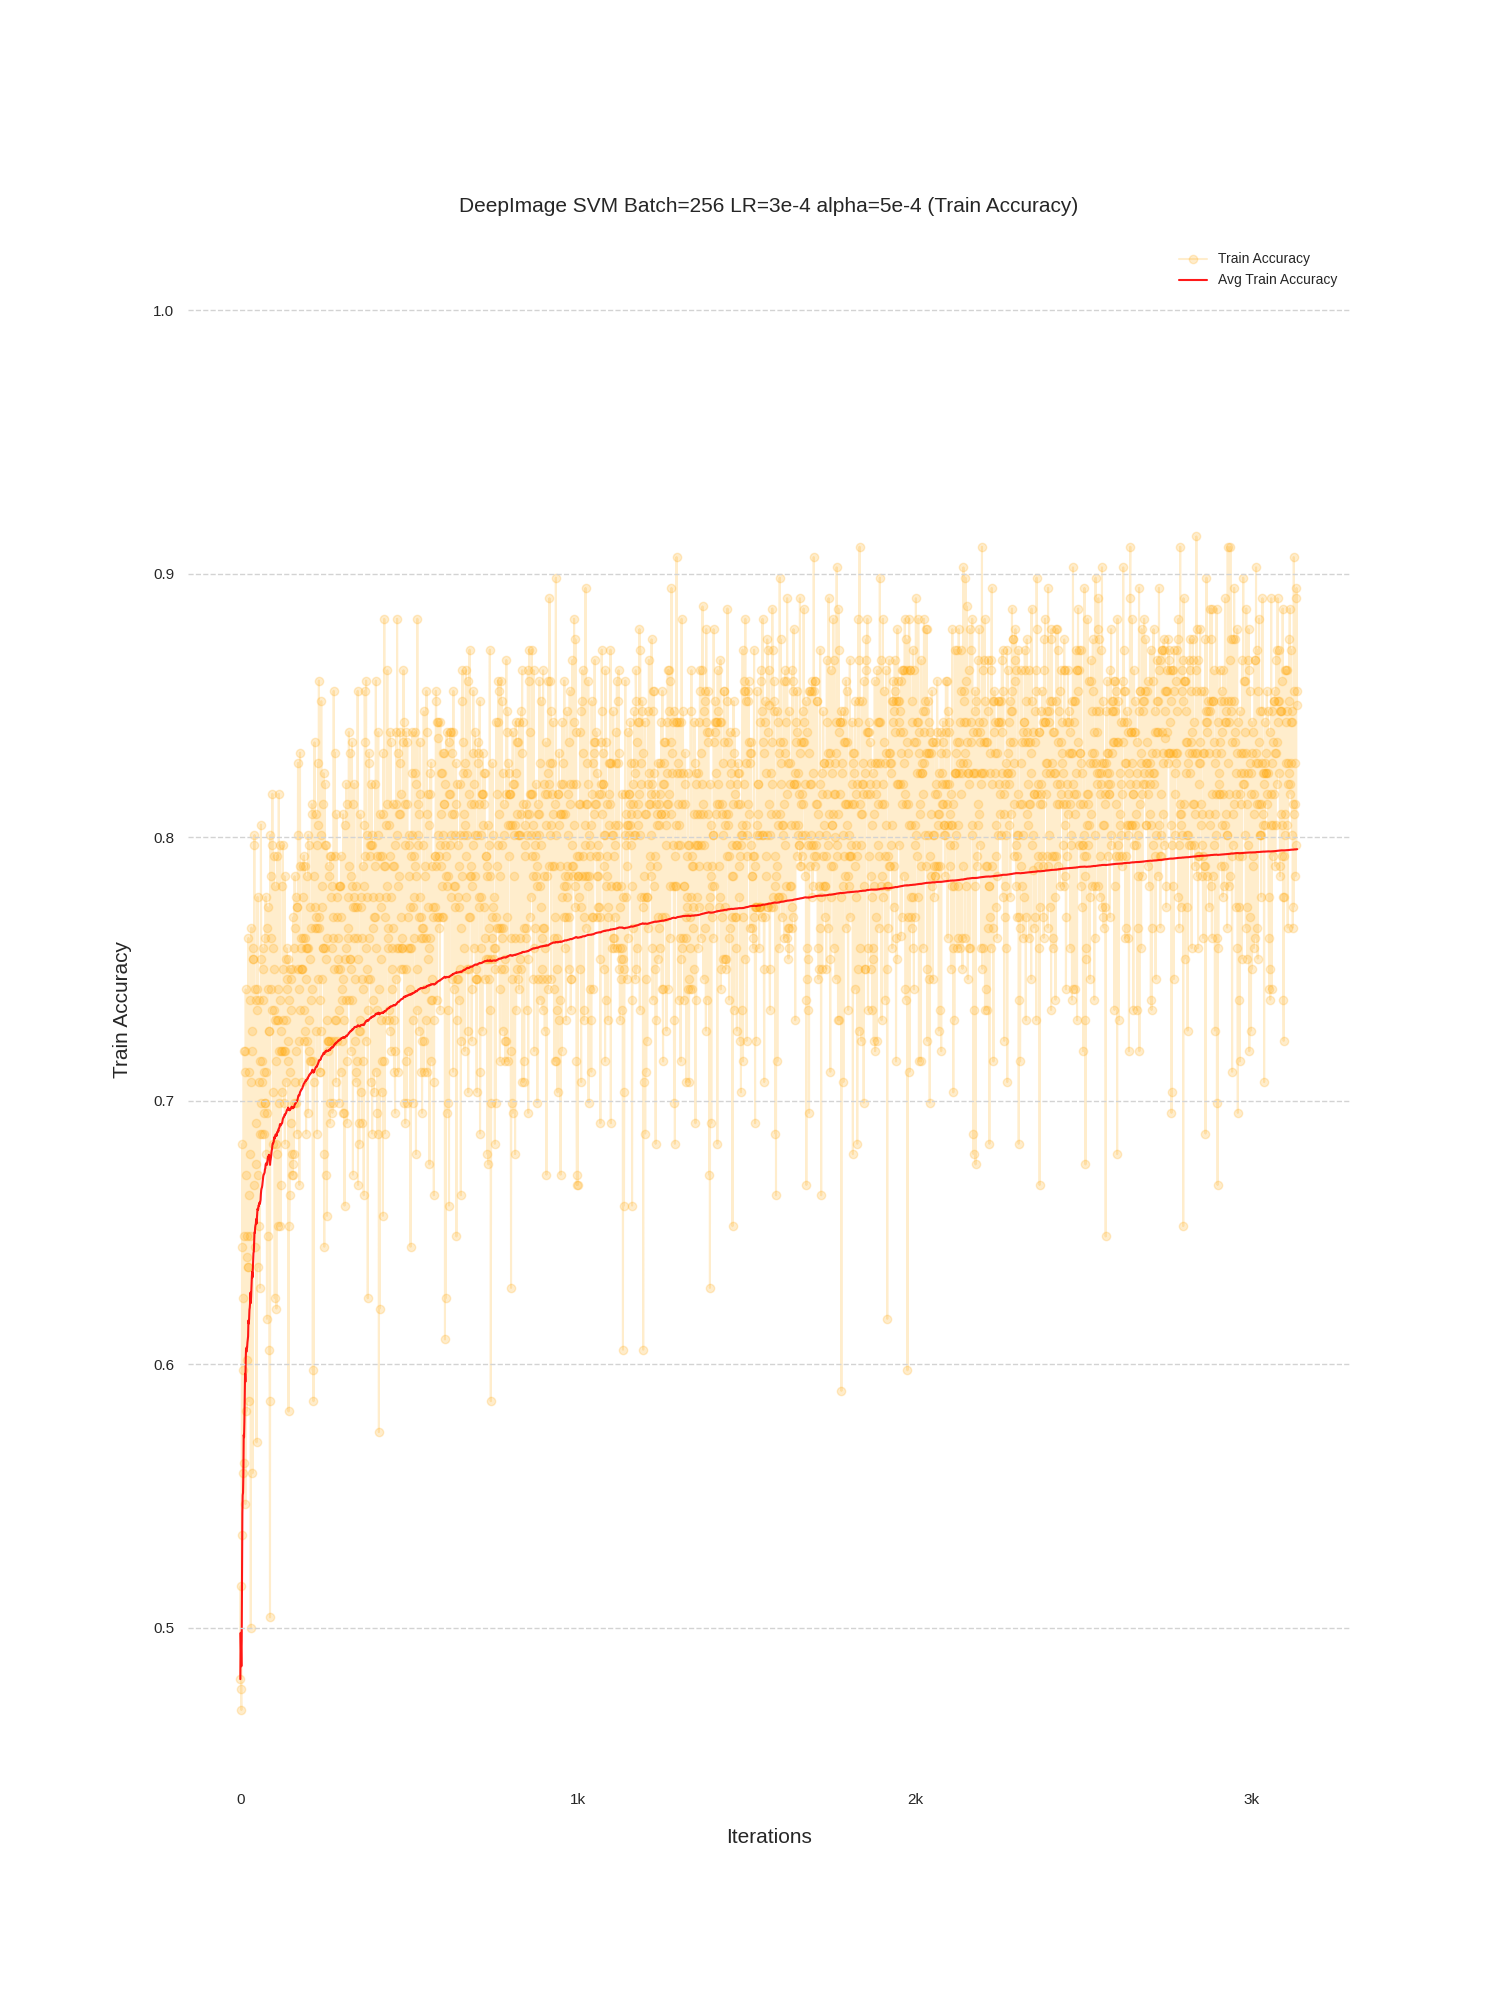 DeepImage SVM Batch=256 LR=3e-4 alpha=5e-4 (Train Accuracy)
Train Accuracy
Avg Train Accuracy
1.0
0.9
0.8
0.7
0.6
0.5
Train Accuracy
0 1k 2k 3k
Iterations